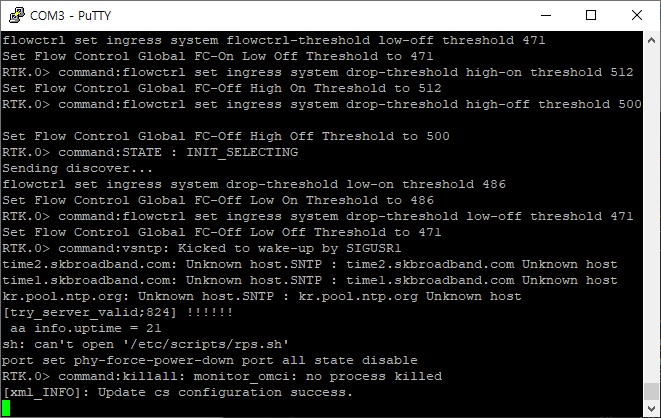 COM3 - PuTTY
flowctrl set ingress system flowctrl-threshold low-off threshold 471
Set Flow Control Global FC-On Low Off Threshold to 471
RTK.0> command:flowctrl set ingress system drop-threshold high-on threshold 512
Set Flow Control Global FC-Off High On Threshold to 512
RTK.0> command:flowctrl set ingress system drop-threshold high-off threshold 500
Set Flow Control Global FC-Off High Off Threshold to 500
RTK.0> command:STATE : INIT_SELECTING
Sending discover...
flowctrl set ingress system drop-threshold low-on threshold 486
Set Flow Control Global FC-Off Low On Threshold to 486
RTK.0> command:flowctrl set ingress system drop-threshold low-off threshold 471
Set Flow Control Global FC-Off Low Off Threshold to 471
RTK.0> command:vsntp: Kicked to wake-up by SIGUSR1
time2.skbroadband.com: Unknown host.SNTP : time2.skbroadband.com Unknown host
time1.skbroadband.com: Unknown host.SNTP : time1.skbroadband.com Unknown host
kr.pool.ntp.org: Unknown host.SNTP : kr.pool.ntp.org Unknown host
[try_server_valid;824] !!!!!!
 aa info.uptime = 21
sh: can't open '/etc/scripts/rps.sh'
port set phy-force-power-down port all state disable
RTK.0> command:killall: monitor_omci: no process killed
[xml_INFO]: Update cs configuration success.